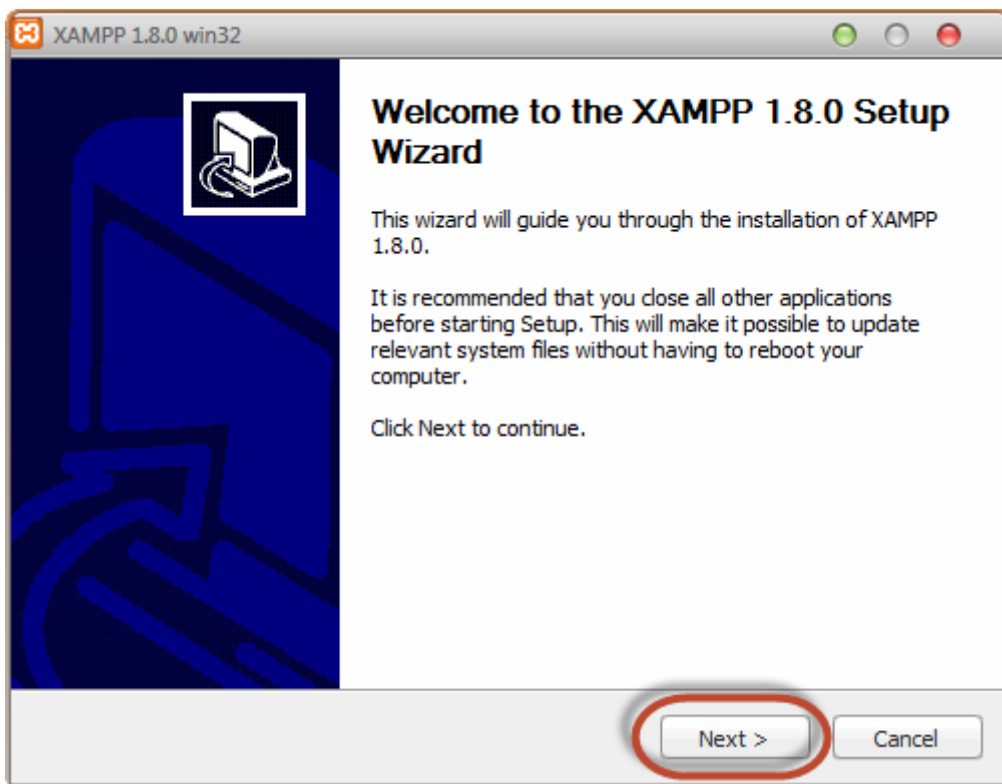 XAMPP 1.8.0 win32
Welcome to the XAMPP 1.8.0 Setup
Wizard
This wizard will guide you through the installation of XAMPP
1.8.0.
It is recommended that you close all other applications
before starting Setup. This will make it possible to update
relevant system files without having to reboot your
computer.
Click Next to continue.
Next >
Cancel